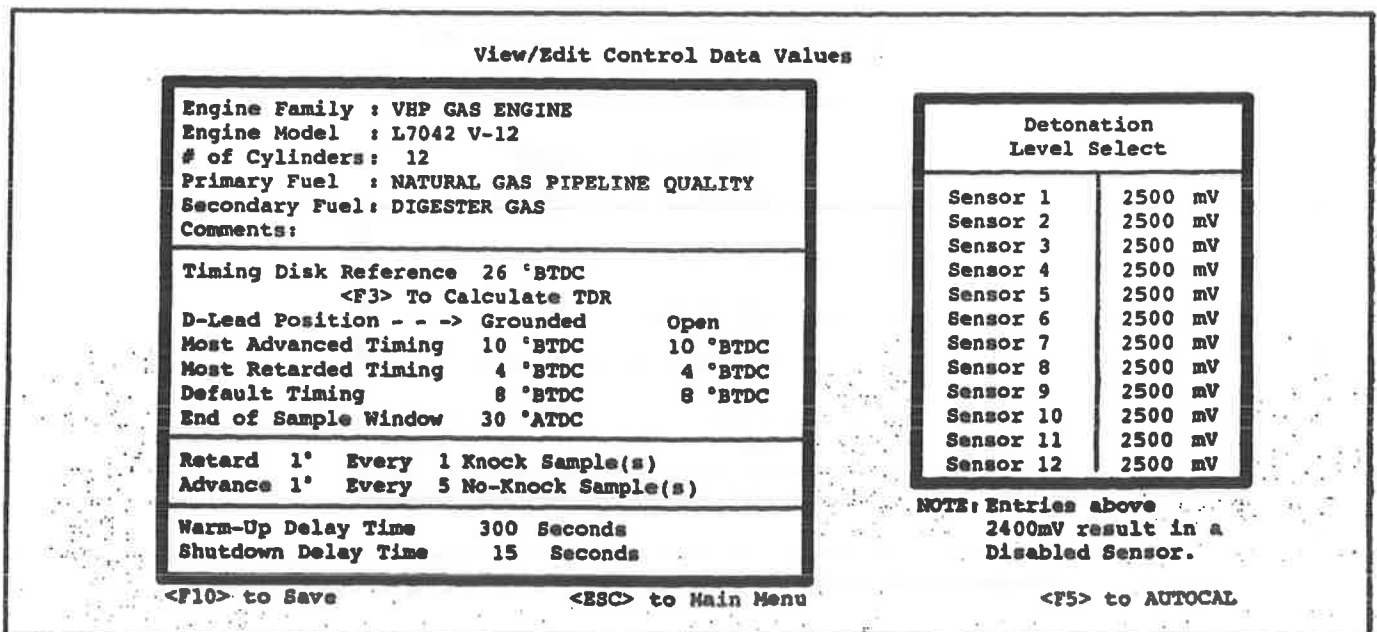 View/Edit Control Data Values
Engine Family : VHP GAS ENGINE
Engine Model : L7042 V-12
# of Cylinders: 12
Primary Fuel : NATURAL GAS PIPELINE QUALITY
Secondary Fuel: DIGESTER GAS
Comments:
Timing Disk Reference 26 °BTDC
<F3> To Calculate TDR
D-Lead Position - - -> Grounded Open
Most Advanced Timing 10 °BTDC 10 °BTDC
Most Retarded Timing 4 °BTDC 4 °BTDC
Default Timing 8 °BTDC 8 °BTDC
End of Sample Window 30 °ATDC
Retard 1° Every 1 Knock Sample(s)
Advance 1° Every 5 No-Knock Sample(s)
Warm-Up Delay Time 300 Seconds
Shutdown Delay Time 15 Seconds
<F10> to Save <ESC> to Main Menu
Detonation
Level Select
Sensor 1 2500 mV
Sensor 2 2500 mV
Sensor 3 2500 mV
Sensor 4 2500 mV
Sensor 5 2500 mV
Sensor 6 2500 mV
Sensor 7 2500 mV
Sensor 8 2500 mV
Sensor 9 2500 mV
Sensor 10 2500 mV
Sensor 11 2500 mV
Sensor 12 2500 mV
NOTE: Entries above
2400mV result in a
Disabled Sensor.
<F5> to AUTOCAL